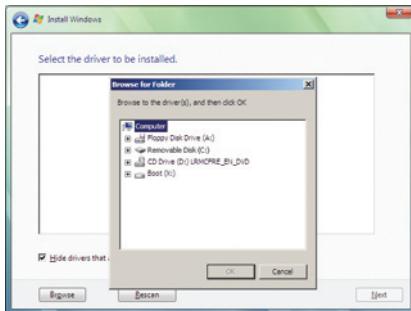 Install Windows
Select the driver to be installed.
Browse for Folder
Browse to the driver(s), and then click OK
Computer
Floppy Disk Drive (A:)
Removable Disk (C:)
CD Drive (D:) LRMCFRE_EN_DVD
Boot (X:)
Hide drivers that
OK
Cancel
Browse
Rescan
Next